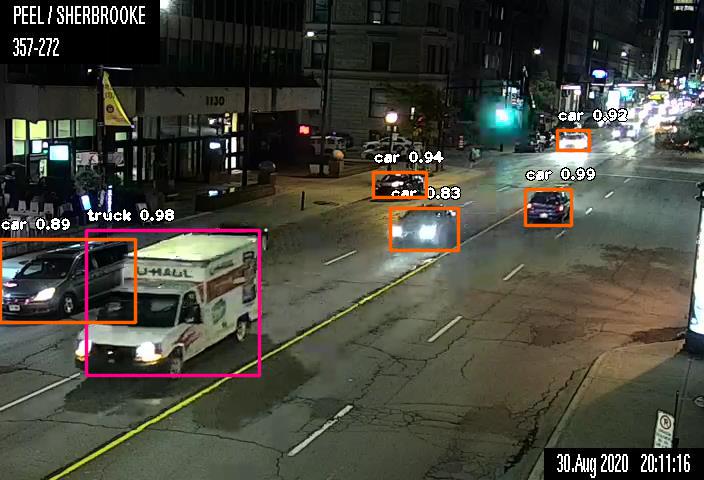 PEEL / SHERBROOKE
357-272
1130
car 0.92
car 0.94
car 0.99
car 0.83
car 0.89
truck 0.98
U-HAUL
30.Aug 2020 20:11:16